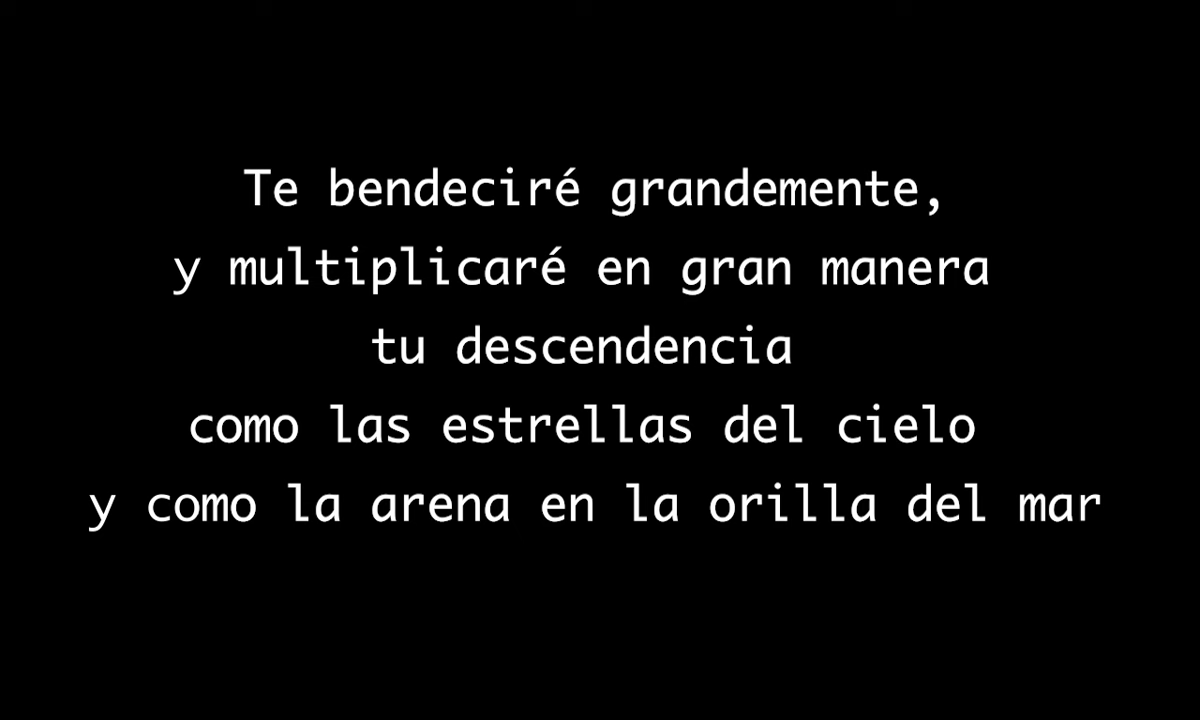 Te bendeciré grandemente,
y multiplicaré en gran manera
tu descendencia
como las estrellas del cielo
y como la arena en la orilla del mar